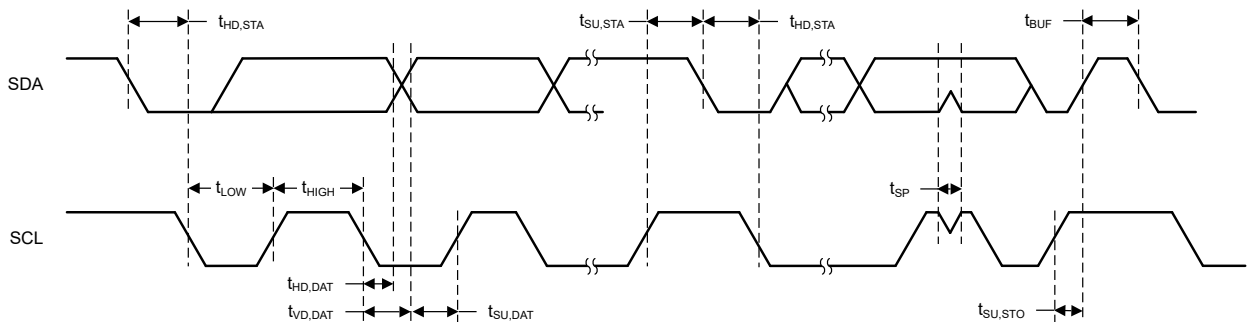 tHD,STA
tSU,STA
tHD,STA
tBUF
SDA
tLOW
tHIGH
tSP
SCL
tHD,DAT
tVD,DAT
tSU,DAT
tSU,STO